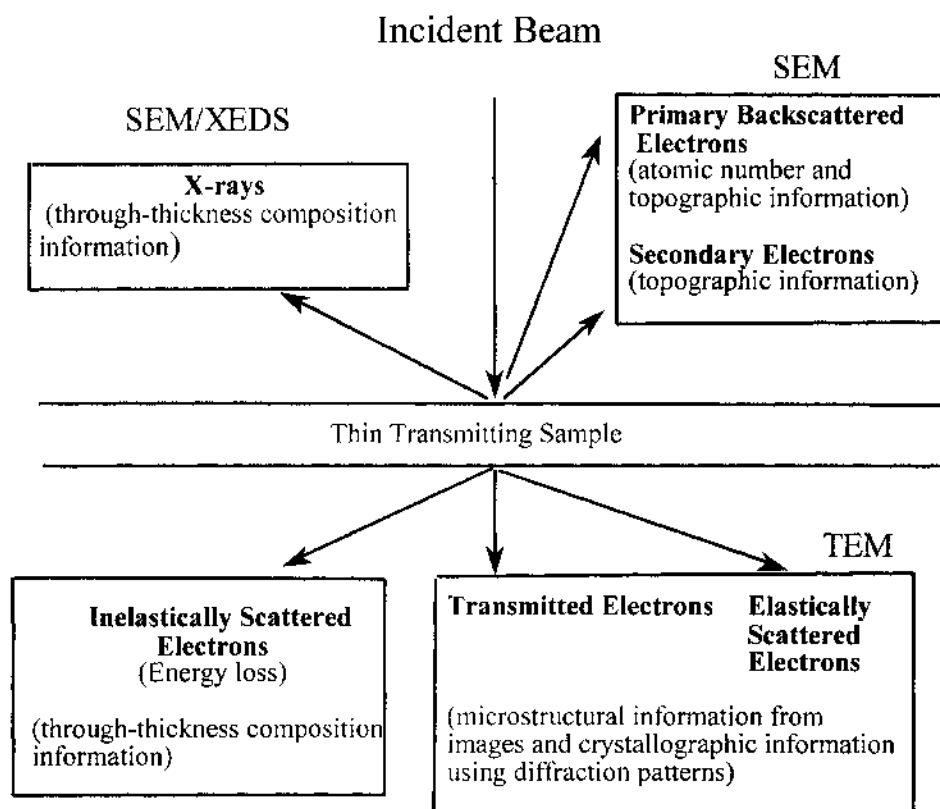 Incident Beam
SEM
SEM/XEDS
Primary Backscattered
Electrons
(atomic number and
topographic information)
Secondary Electrons
(topographic information)
X-rays
(through-thickness composition
information)
Thin Transmitting Sample
TEM
Inelastically Scattered
Electrons
(Energy loss)
(through-thickness composition
information)
Transmitted Electrons
Elastically
Scattered
Electrons
(microstructural information from
images and crystallographic information
using diffraction patterns)